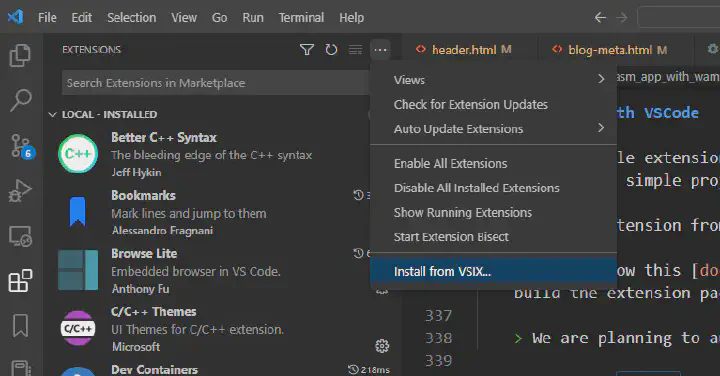 File Edit Selection View Go Run Terminal Help
EXTENSIONS
header.html M
blog-meta.html M
Search Extensions in Marketplace
LOCAL - INSTALLED
Better C++ Syntax
The bleeding edge of the C++ syntax
Jeff Hykin
Bookmarks
Mark lines and jump to them
Alessandro Fragnani
Browse Lite
Embedded browser in VS Code.
Anthony Fu
C/C++ Themes
UI Themes for C/C++ extension.
Microsoft
Dev Containers
218ms
C++
C/C++
6
Views
Check for Extension Updates
Auto Update Extensions
Enable All Extensions
Disable All Installed Extensions
Show Running Extensions
Start Extension Bisect
Install from VSIX...
asm_app_with_wam
th VSCode
le extension
simple pro
tension from
ow this [do
build the extension pa
337
338 > We are planning to a
339